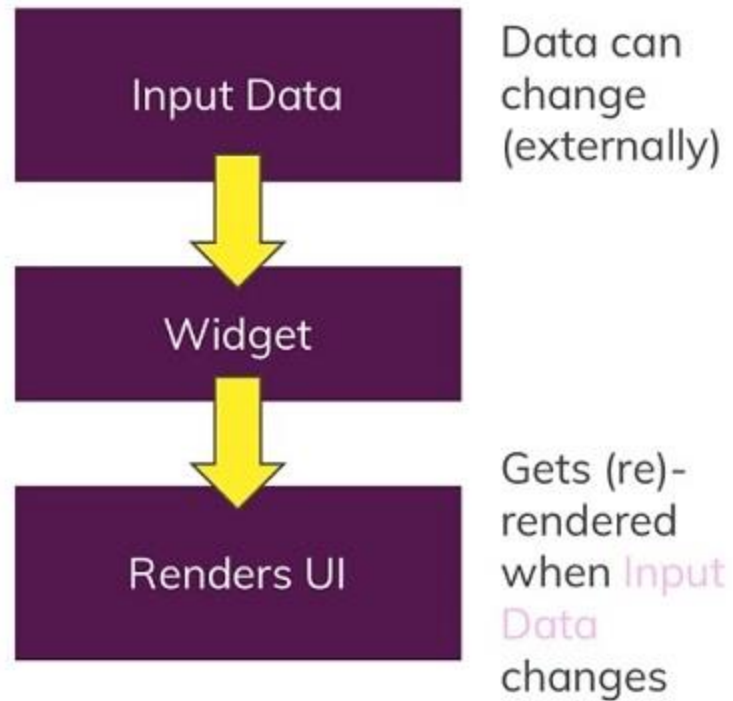 Input Data
Data can
change
(externally)
Widget
Renders UI
Gets (re)-
rendered
when Input
Data
changes